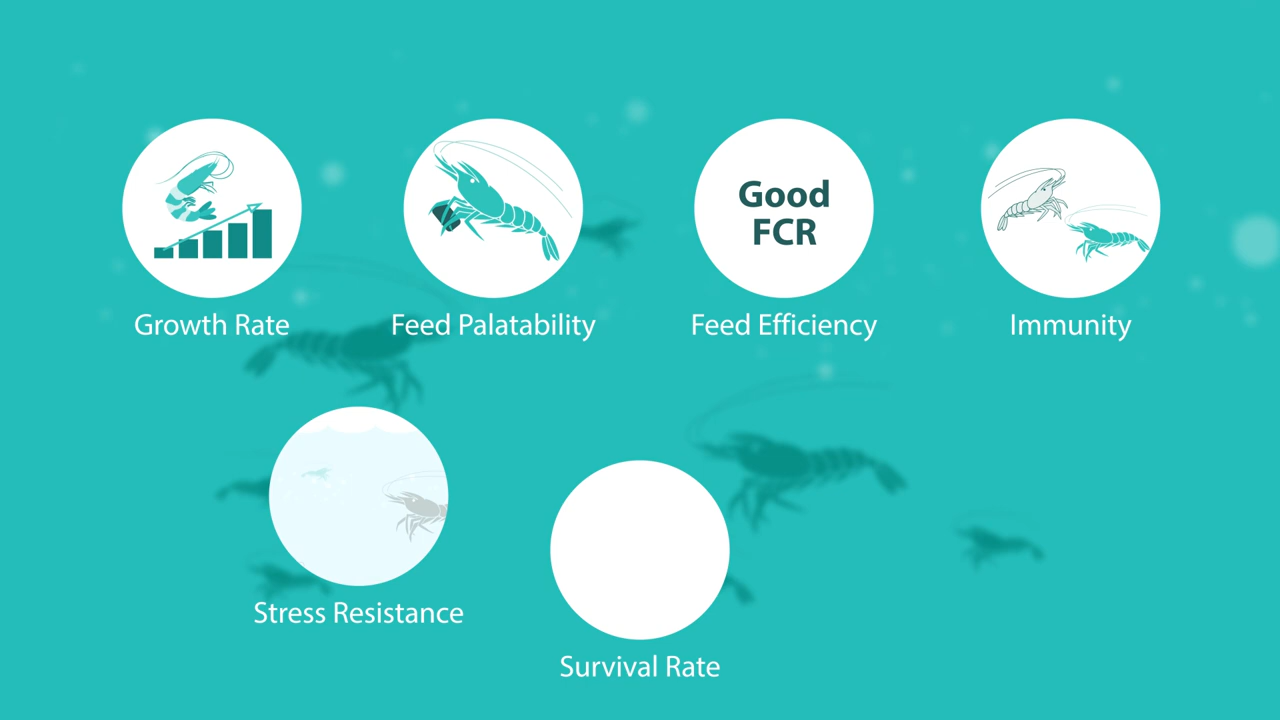 Good
FCR
Growth Rate
Feed Palatability
Feed Efficiency
Immunity
Stress Resistance
Survival Rate